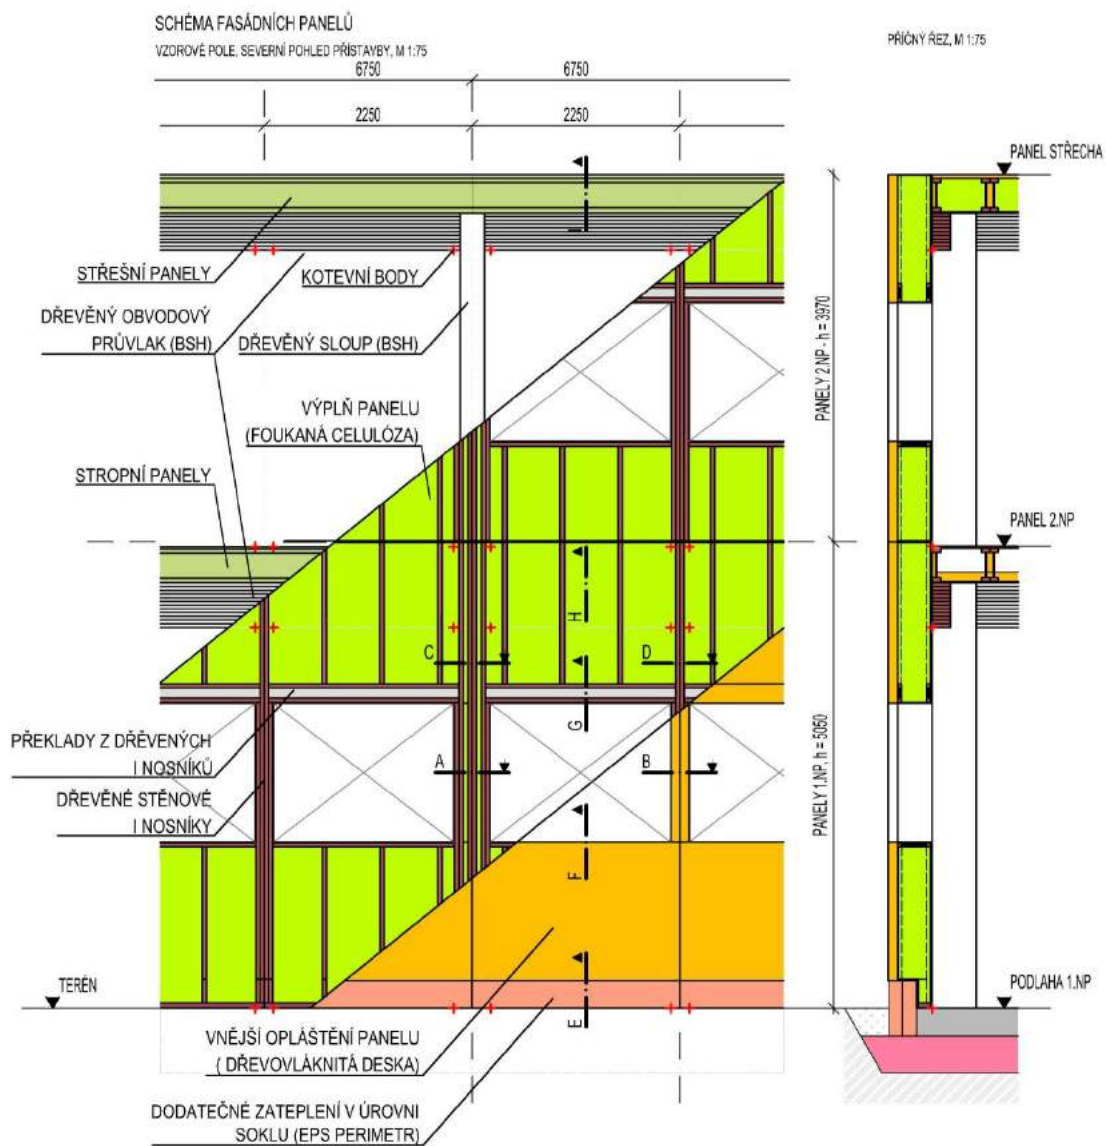 SCHÉMA FASÁDNÍCH PANELŮ
VZOROVÉ POLE, SEVERNÍ POHLED PŘÍSTAVBY, M 1:75
PŘÍČNÝ ŘEZ, M 1:75
6750
6750
2250
2250
PANEL STŘECHA
I
STŘEŠNÍ PANELY
KOTEVNÍ BODY
DŘEVĚNÝ OBVODOVÝ
PRŮVLAK (BSH)
DŘEVĚNÝ SLOUP (BSH)
PANELY 2.NP - h = 3970
VÝPLŇ PANELU
(FOUKANÁ CELULÓZA)
STROPNÍ PANELY
PANEL 2.NP
H
C
D
G
PŘEKLADY Z DŘĚVENÝCH
I NOSNÍKŮ
A
B
DŘEVĚNÉ STĚNOVÉ
I NOSNÍKY
PANELY 1.NP, h = 5050
F
TERÉN
PODLAHA 1.NP
E
VNĚJŠÍ OPLÁŠTĚNÍ PANELU
( DŘEVOVLÁKNITÁ DESKA)
DODATEČNÉ ZATEPLENÍ V ÚROVNI
SOKLU (EPS PERIMETR)